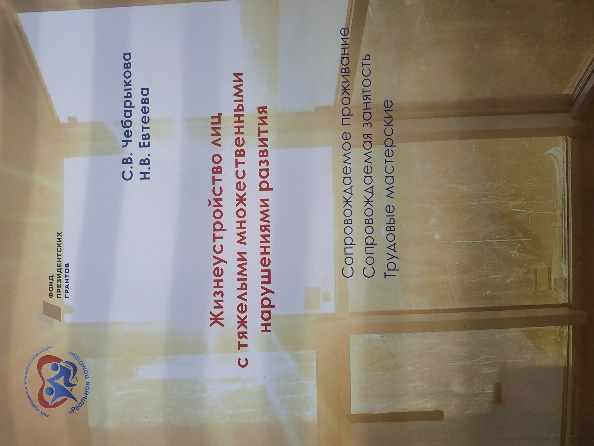 ФОНД
ПРЕЗИДЕНТСКИХ
ГРАНТОВ
С.В. Чебарыкова
Н.В. Евтеева
Жизнеустройство лиц
с тяжелыми множественными
нарушениями развития
Сопровождаемое проживание
Сопровождаемая занятость
Трудовые мастерские